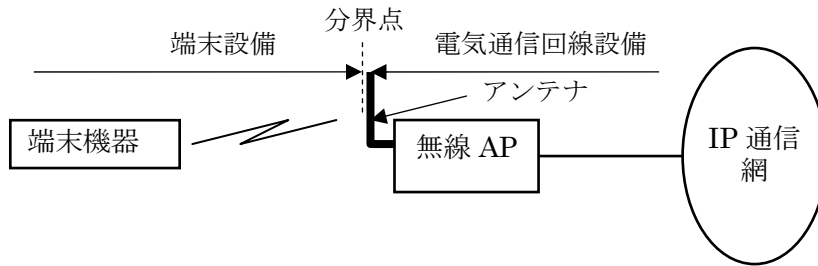 分界点
端末設備
電気通信回線設備
アンテナ
端末機器
無線 AP
IP 通信
網